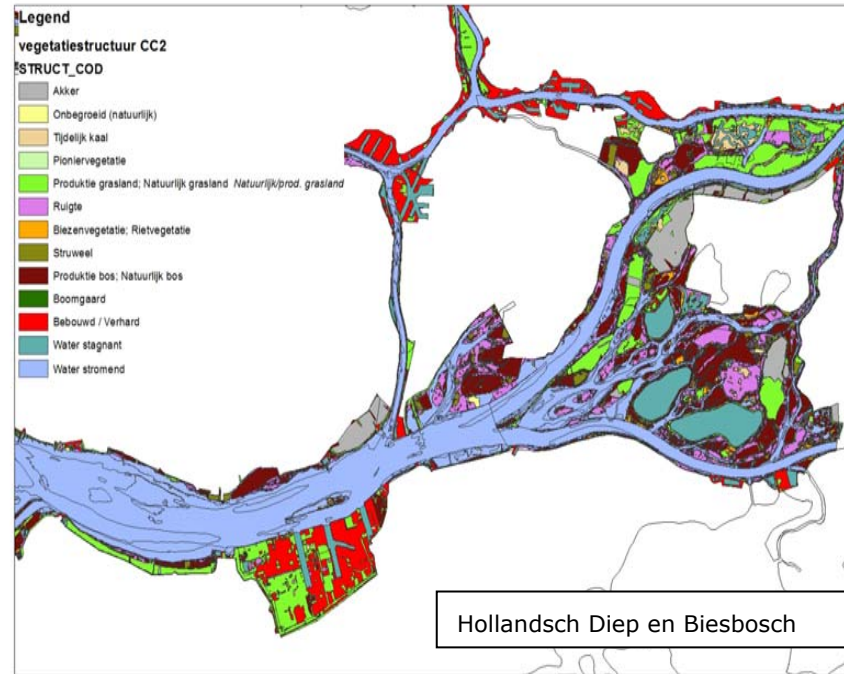 Legend
vegetatiestructuur CC2
STRUCT_COD
Akker
Onbegroeid (natuurlijk)
Tijdelijk kaal
Pioniervegetatie
Produktie grasland; Natuurlijk grasland Natuurlijk/prod. grasland
Ruigte
Biezenvegetatie; Rietvegetatie
Struweel
Produktie bos; Natuurlijk bos
Boomgaard
Bebouwd / Verhard
Water stagnant
Water stromend
Hollandsch Diep en Biesbosch